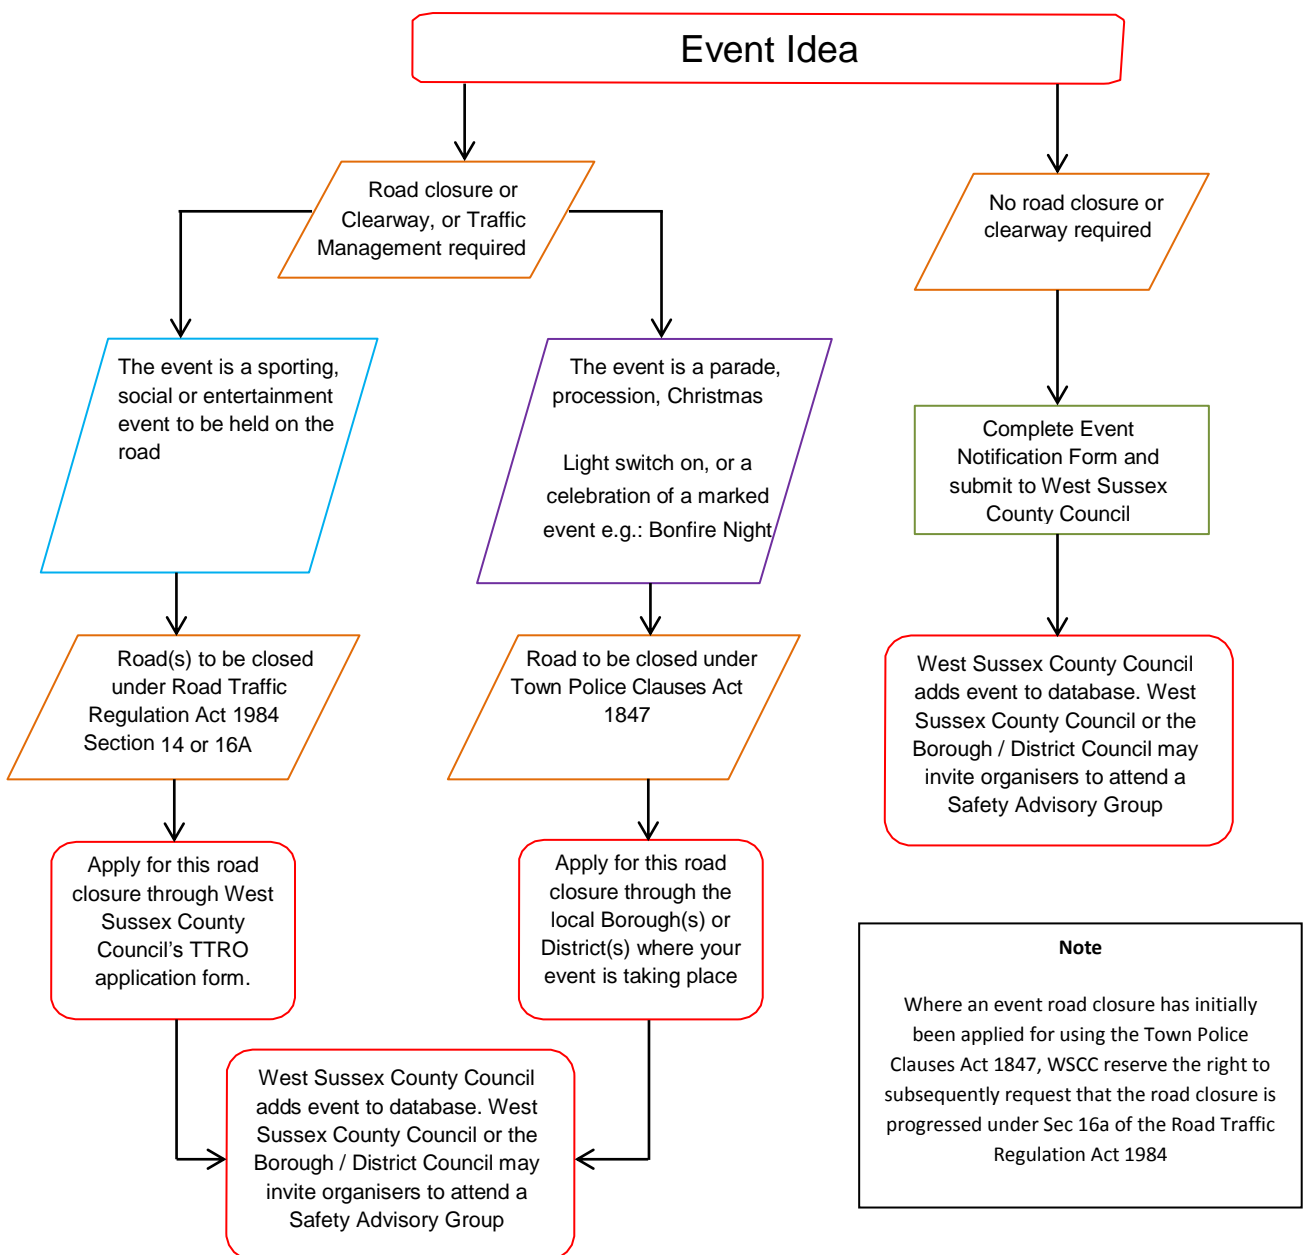 Event Idea
Road closure or
Clearway, or Traffic
Management required
No road closure or
clearway required
The event is a sporting,
social or entertainment
event to be held on the
road
The event is a parade,
procession, Christmas
Light switch on, or a
celebration of a marked
event e.g.: Bonfire Night
Complete Event
Notification Form and
submit to West Sussex
County Council
Road(s) to be closed
under Road Traffic
Regulation Act 1984
Section 14 or 16A
Road to be closed under
Town Police Clauses Act
1847
West Sussex County Council
adds event to database. West
Sussex County Council or the
Borough / District Council may
invite organisers to attend a
Safety Advisory Group
Apply for this road
closure through West
Sussex County
Council’s TTRO
application form.
Apply for this road
closure through the
local Borough(s) or
District(s) where your
event is taking place
West Sussex County Council
adds event to database. West
Sussex County Council or the
Borough / District Council may
invite organisers to attend a
Safety Advisory Group
Note
Where an event road closure has initially
been applied for using the Town Police
Clauses Act 1847, WSCC reserve the right to
subsequently request that the road closure is
progressed under Sec 16a of the Road Traffic
Regulation Act 1984